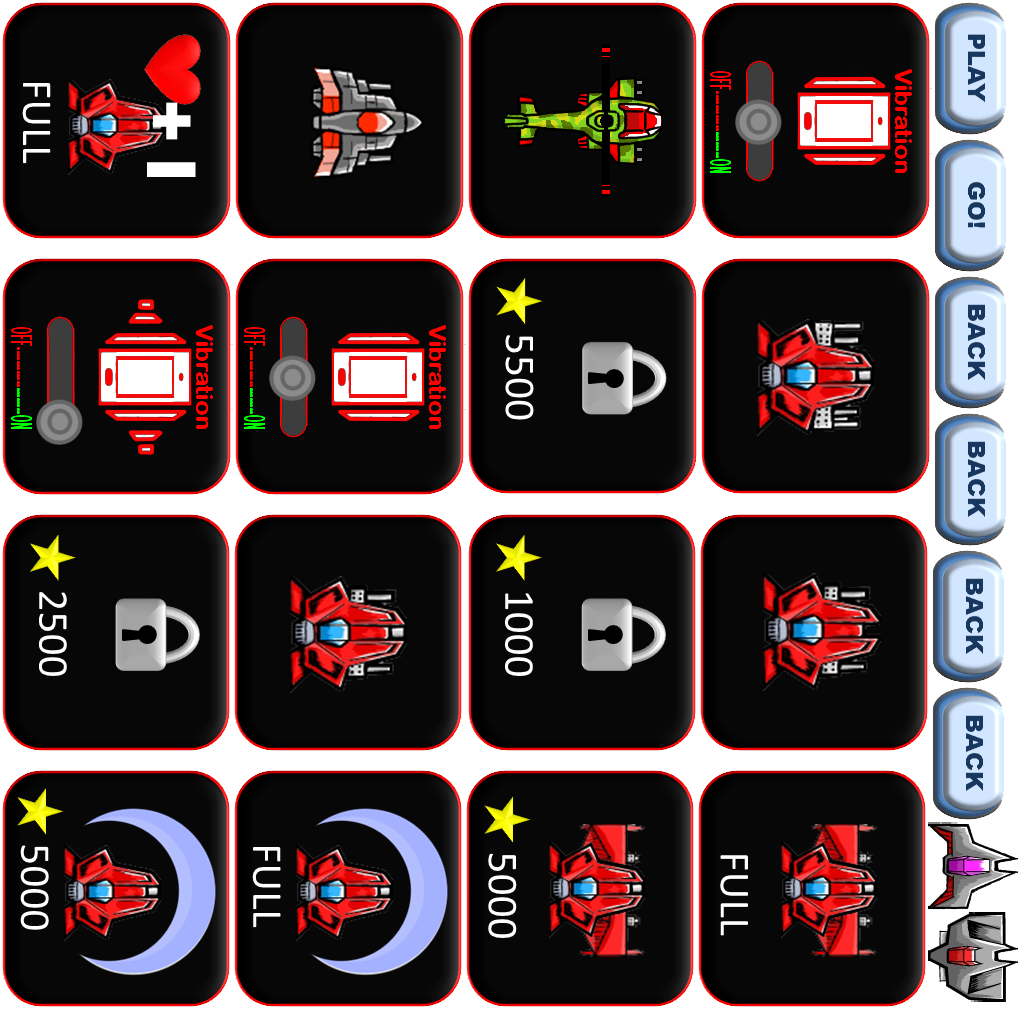 PLAY
GO!
BACK
BACK
BACK
BACK
Vibration
OFF---------ON
FULL
5500
1000
5000
Vibration
OFF---------ON
FULL
FULL
Vibration
OFF---------ON
2500
5000